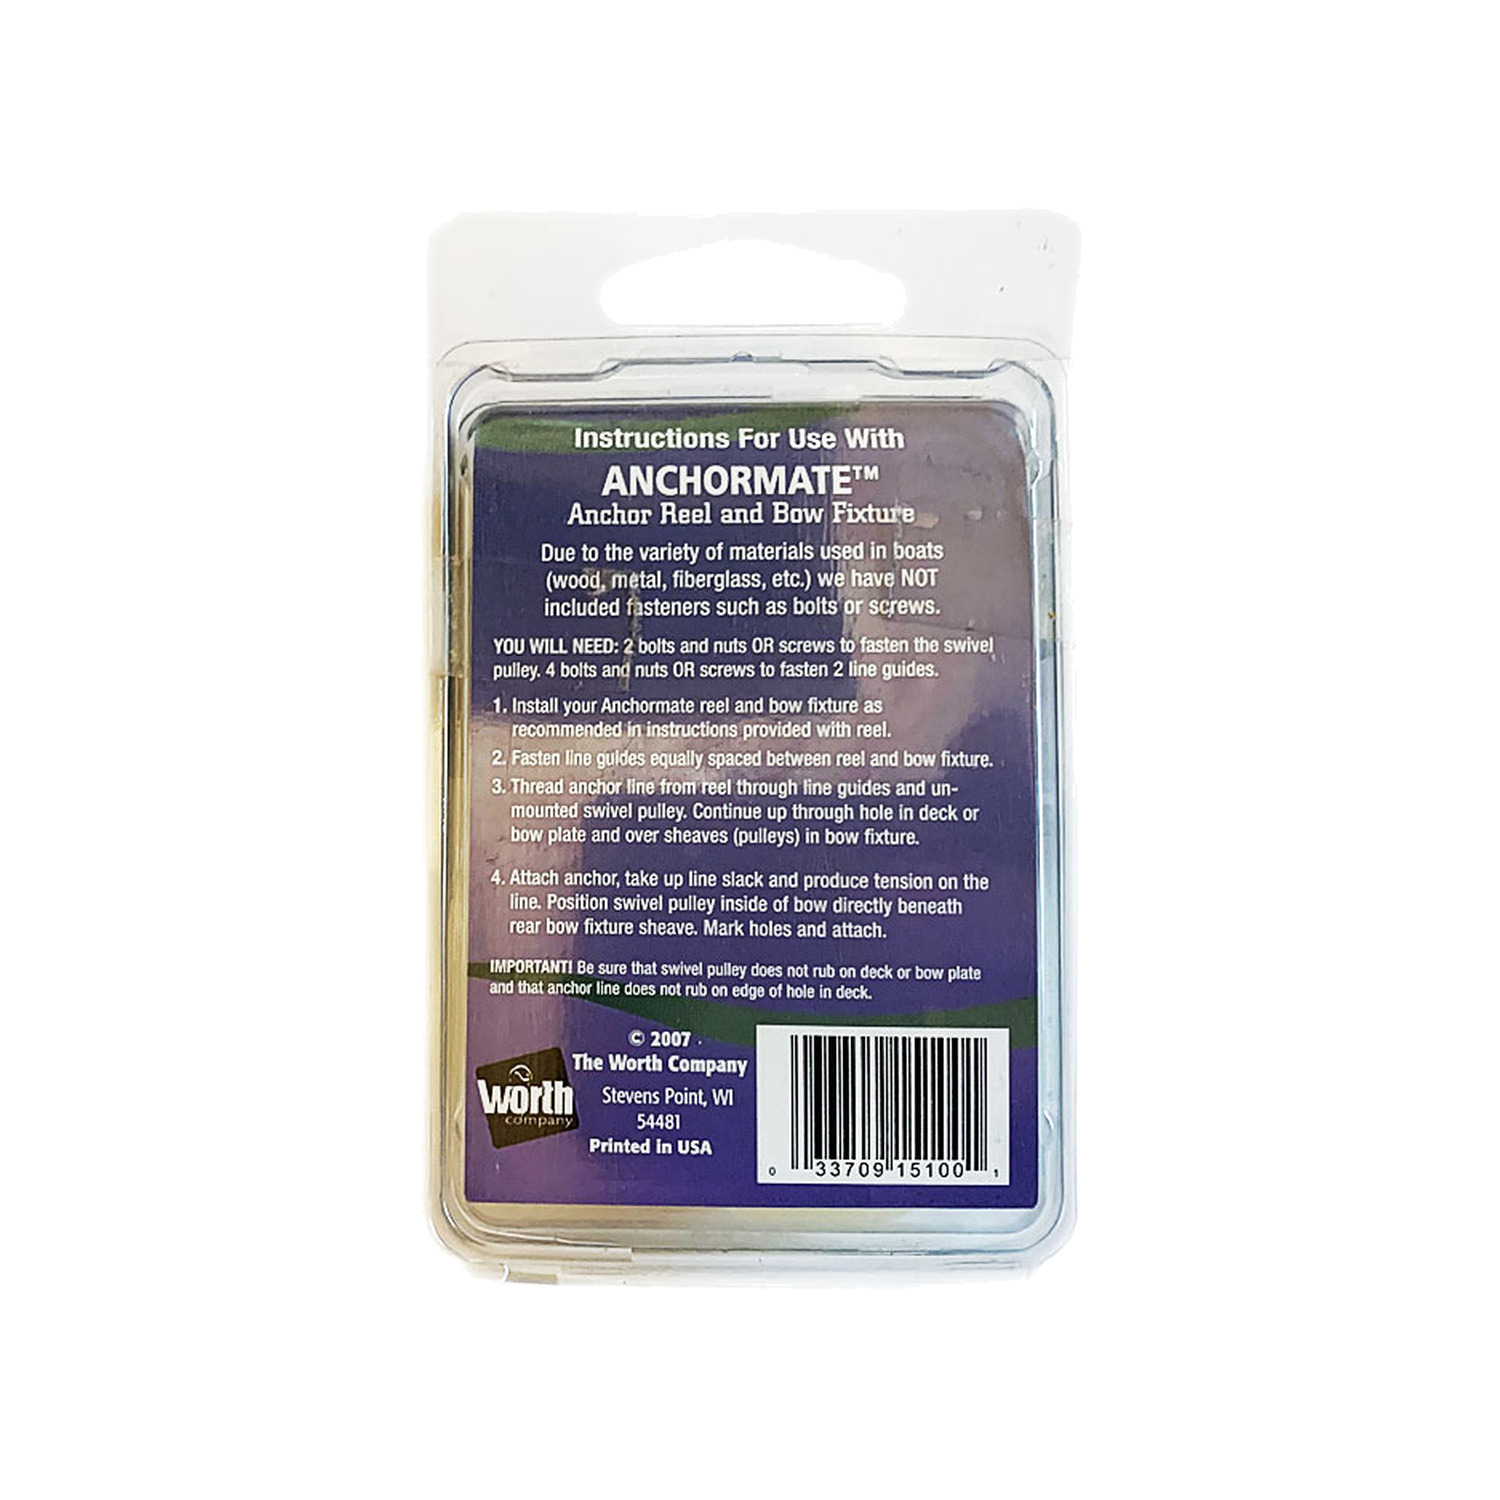 Instructions For Use With
ANCHORMATE™
Anchor Reel and Bow Fixture
Due to the variety of materials used in boats
(wood, metal, fiberglass, etc.) we have NOT
included fasteners such as bolts or screws.
YOU WILL NEED: 2 bolts and nuts OR screws to fasten the swivel
pulley. 4 bolts and nuts OR screws to fasten 2 line guides.
1. Install your Anchormate reel and bow fixture as
recommended in instructions provided with reel.
2. Fasten line guides equally spaced between reel and bow fixture.
3. Thread anchor line from reel through line guides and un-
mounted swivel pulley. Continue up through hole in deck or
bow plate and over sheaves (pulleys) in bow fixture.
4. Attach anchor, take up line slack and produce tension on the
line. Position swivel pulley inside of bow directly beneath
rear bow fixture sheave. Mark holes and attach.
IMPORTANT! Be sure that swivel pulley does not rub on deck or bow plate
and that anchor line does not rub on edge of hole in deck.
© 2007
The Worth Company
Stevens Point, WI
54481
Printed in USA
worth
company
0 33709 15100 1